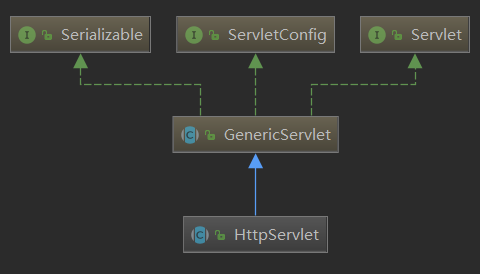 I Serializable
I ServletConfig
I Servlet
C GenericServlet
C HttpServlet